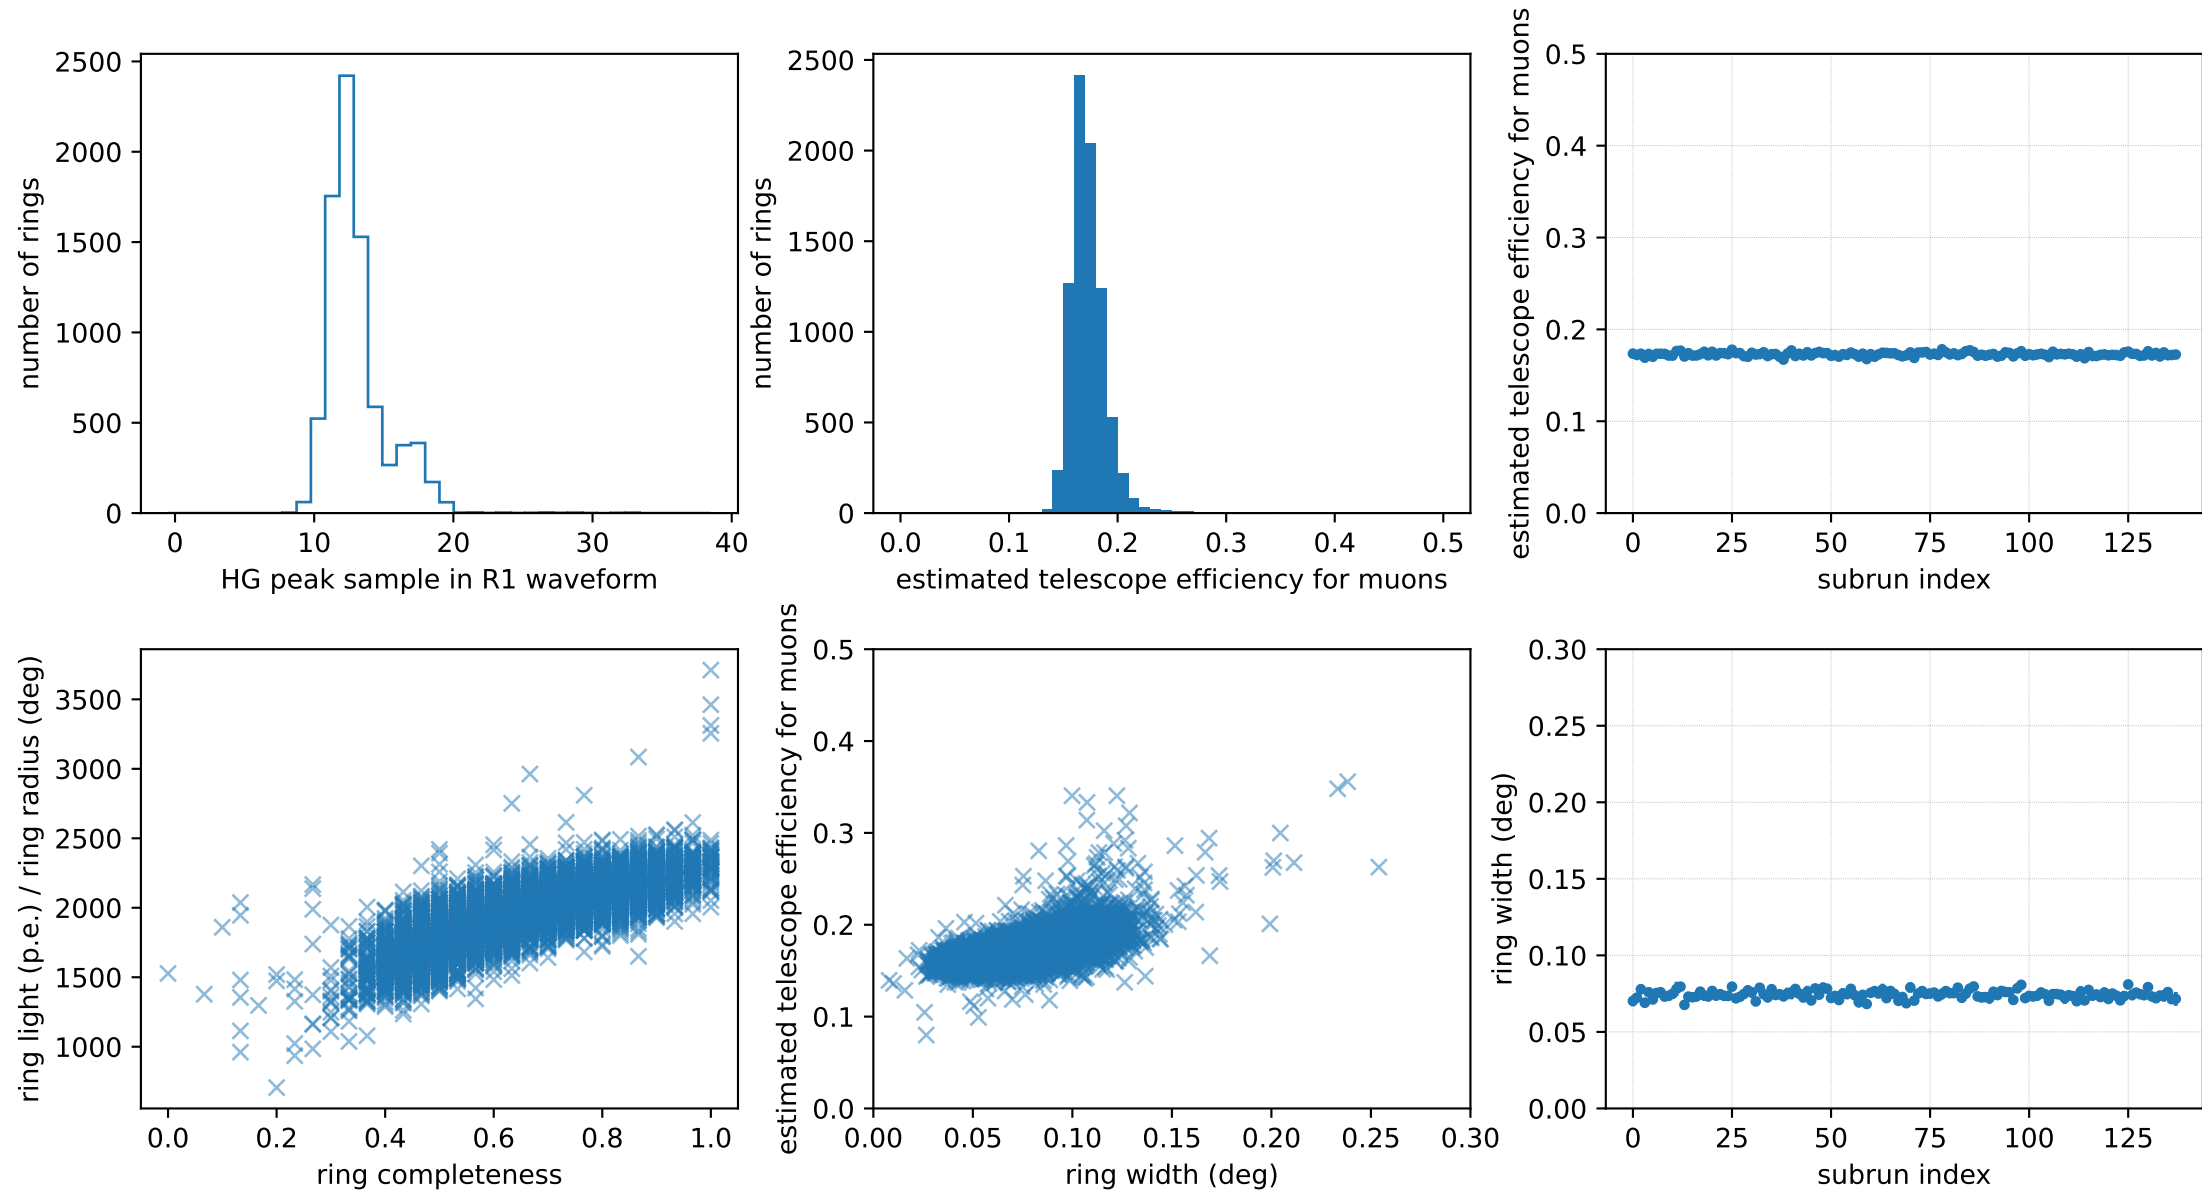 number of rings
2500
2000
1500
1000
500
0
0 10 20 30 40
HG peak sample in R1 waveform
number of rings
2500
2000
1500
1000
500
0
0.0 0.1 0.2 0.3 0.4 0.5
estimated telescope efficiency for muons
estimated telescope efficiency for muons
0.5
0.4
0.3
0.2
0.1
0.0
0 25 50 75 100 125
subrun index
ring light (p.e.) / ring radius (deg)
3500
3000
2500
2000
1500
1000
0.0 0.2 0.4 0.6 0.8 1.0
ring completeness
estimated telescope efficiency for muons
0.5
0.4
0.3
0.2
0.1
0.0
0.00 0.05 0.10 0.15 0.20 0.25 0.30
ring width (deg)
ring width (deg)
0.30
0.25
0.20
0.15
0.10
0.05
0.00
0 25 50 75 100 125
subrun index